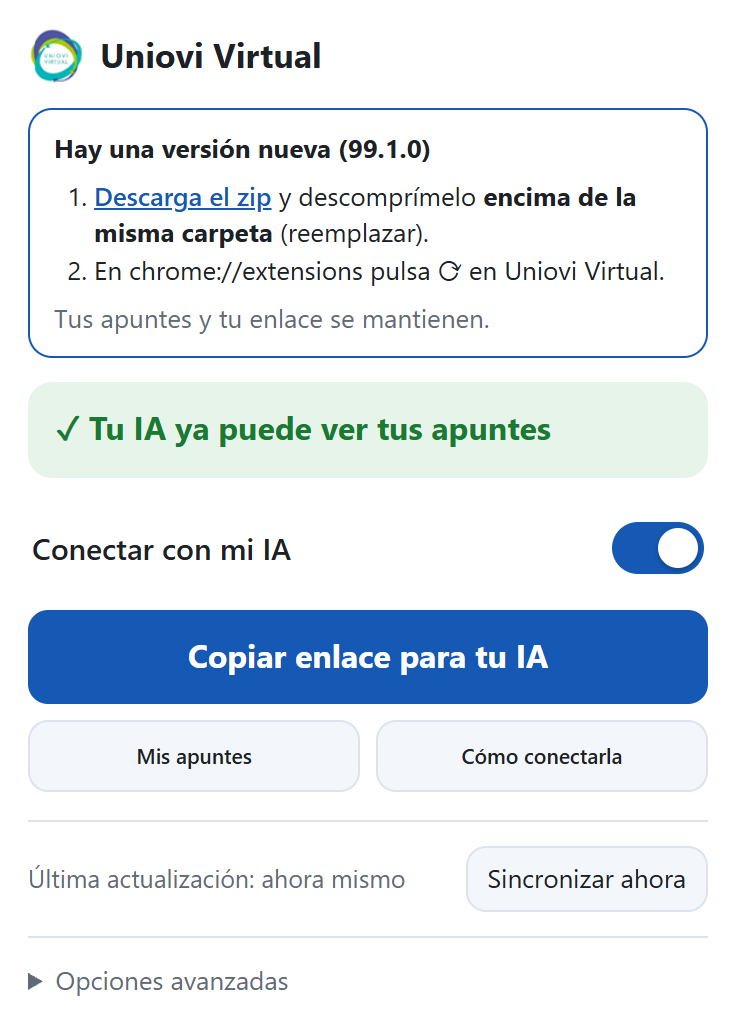 UNIOVI
VIRTUAL
Uniovi Virtual
Hay una versión nueva (99.1.0)
1. Descarga el zip y descomprímelo encima de la
misma carpeta (reemplazar).
2. En chrome://extensions pulsa ⟳ en Uniovi Virtual.
Tus apuntes y tu enlace se mantienen.
✓ Tu IA ya puede ver tus apuntes
Conectar con mi IA
Copiar enlace para tu IA
Mis apuntes
Cómo conectarla
Última actualización: ahora mismo
Sincronizar ahora
▶ Opciones avanzadas